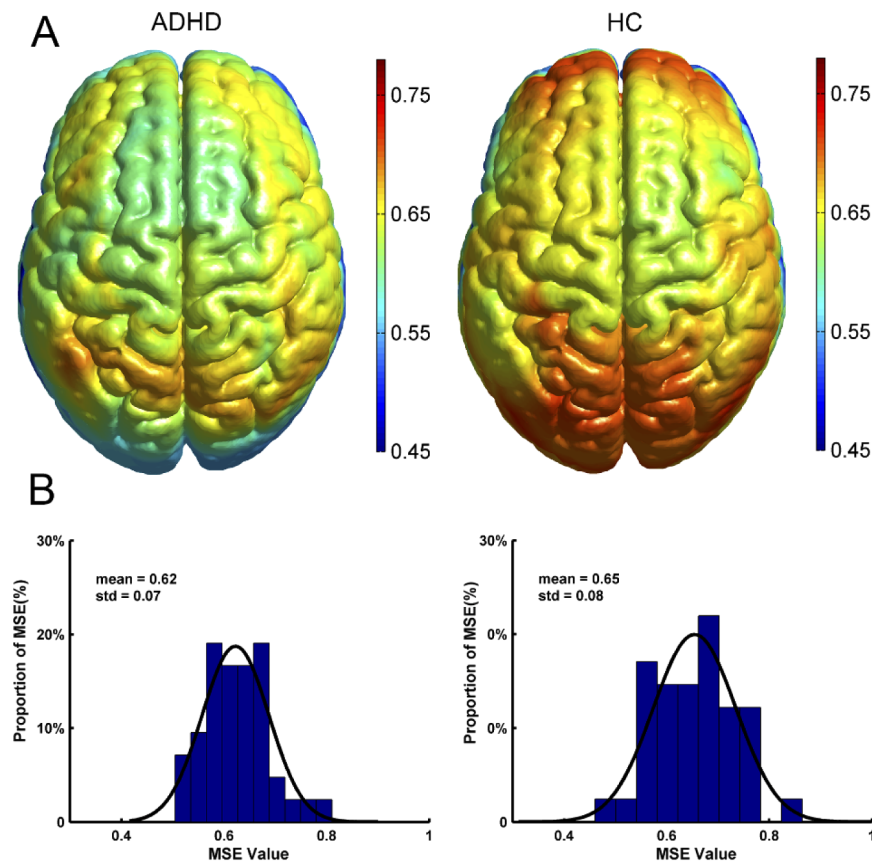 A
ADHD
HC
0.75
0.65
0.55
0.45
0.75
0.65
0.55
0.45
B
Proportion of MSE(%)
30%
20%
10%
0
mean = 0.62
std = 0.07
0.4
0.6
0.8
1
MSE Value
Proportion of MSE(%)
30%
0%
0%
0
mean = 0.65
std = 0.08
0.4
0.6
0.8
1
MSE Value